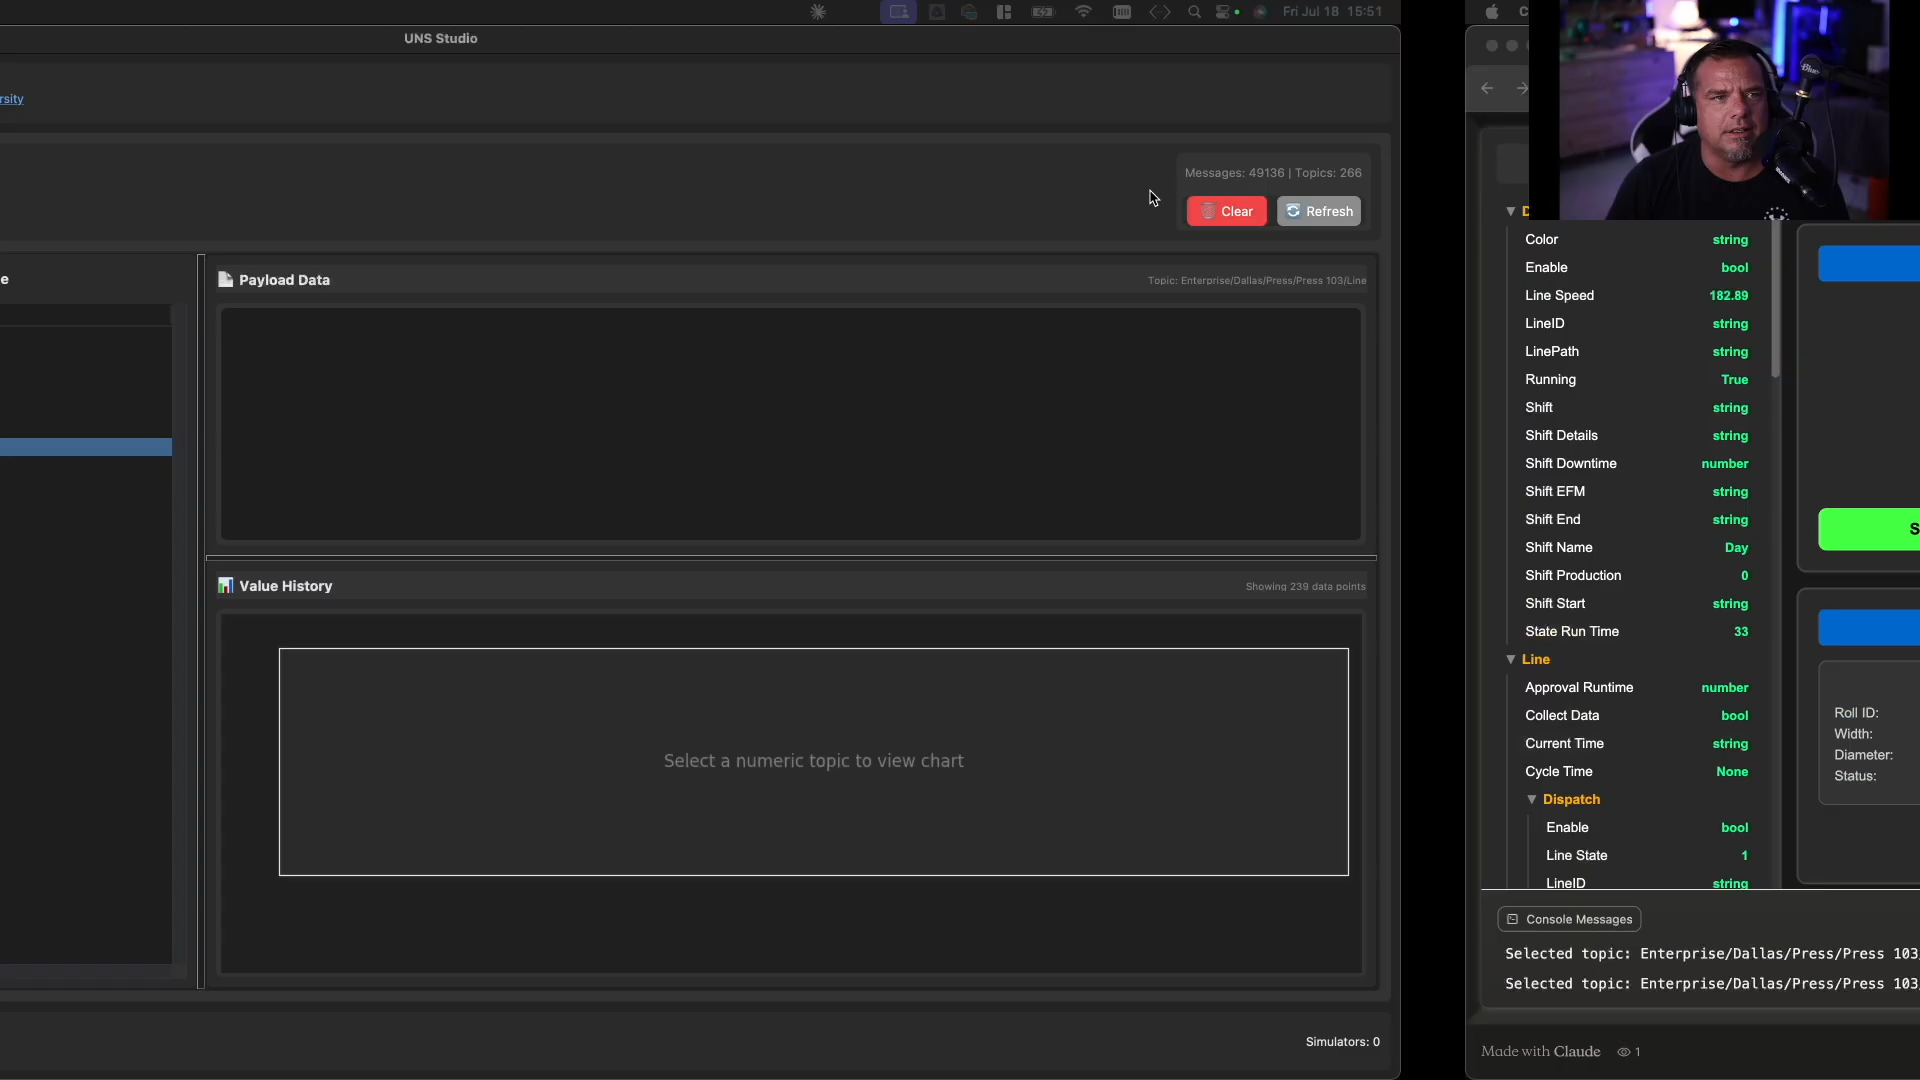 Fri Jul 18 15:51
UNS Studio
rsity
Messages: 49136 | Topics: 266
Clear
Refresh
e
Payload Data
Topic: Enterprise/Dallas/Press/Press 103/Line
Value History
Showing 239 data points
Select a numeric topic to view chart
Simulators: 0
C
Blue
D
Color string
Enable bool
Line Speed 182.89
LineID string
LinePath string
Running True
Shift string
Shift Details string
Shift Downtime number
Shift EFM string
Shift End string
Shift Name Day
Shift Production 0
Shift Start string
State Run Time 33
Line
Approval Runtime number
Collect Data bool
Current Time string
Cycle Time None
Dispatch
Enable bool
Line State 1
LineID string
S
Roll ID:
Width:
Diameter:
Status:
Console Messages
Selected topic: Enterprise/Dallas/Press/Press 103/
Selected topic: Enterprise/Dallas/Press/Press 103/
Made with Claude 1